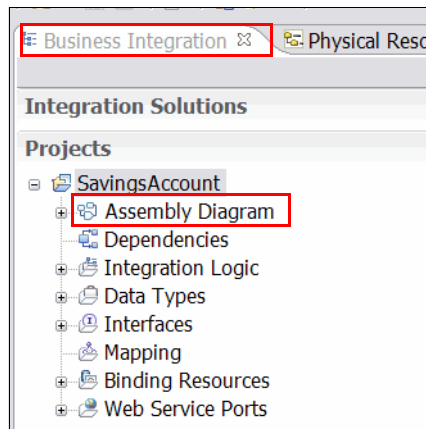 Business Integration Physical Resc
Integration Solutions
Projects
SavingsAccount
Assembly Diagram
Dependencies
Integration Logic
Data Types
Interfaces
Mapping
Binding Resources
Web Service Ports